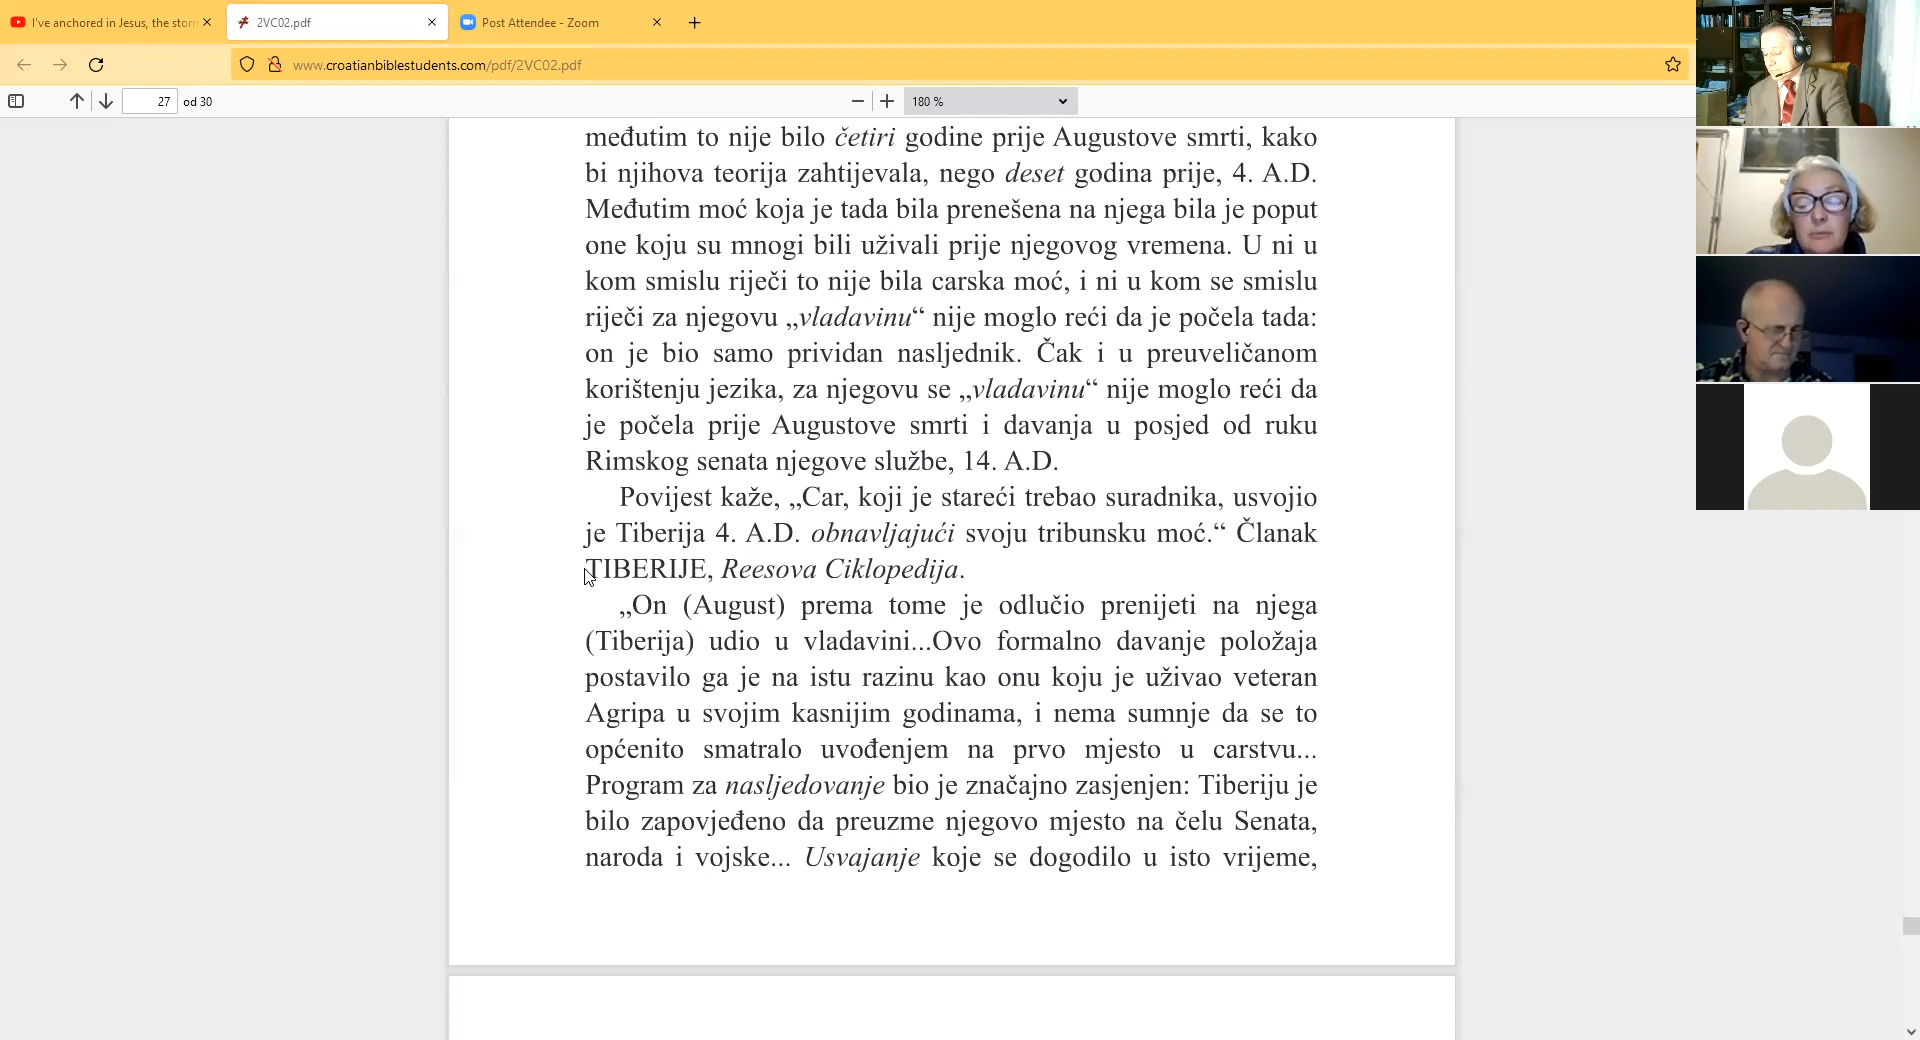 I've anchored in Jesus, the stor
2VC02.pdf
Post Attendee - Zoom
www.croatianbiblestudents.com/pdf/2VC02.pdf
27 od 30
180 %
međutim to nije bilo četiri godine prije Augustove smrti, kako
bi njihova teorija zahtijevala, nego deset godina prije, 4. A.D.
Međutim moć koja je tada bila prenešena na njega bila je poput
one koju su mnogi bili uživali prije njegovog vremena. U ni u
kom smislu riječi to nije bila carska moć, i ni u kom se smislu
riječi za njegovu „vladavinu“ nije moglo reći da je počela tada:
on je bio samo prividan nasljednik. Čak i u preuveličanom
korištenju jezika, za njegovu se „vladavinu“ nije moglo reći da
je počela prije Augustove smrti i davanja u posjed od ruku
Rimskog senata njegove službe, 14. A.D.
Povijest kaže, „Car, koji je stareći trebao suradnika, usvojio
je Tiberija 4. A.D. obnavljajući svoju tribunsku moć.“ Članak
TIBERIJE, Reesova Ciklopedija.
„On (August) prema tome je odlučio prenijeti na njega
(Tiberija) udio u vladavini...Ovo formalno davanje položaja
postavilo ga je na istu razinu kao onu koju je uživao veteran
Agripa u svojim kasnijim godinama, i nema sumnje da se to
općenito smatralo uvođenjem na prvo mjesto u carstvu...
Program za nasljedovanje bio je značajno zasjenjen: Tiberiju je
bilo zapovjeđeno da preuzme njegovo mjesto na čelu Senata,
naroda i vojske... Usvajanje koje se dogodilo u isto vrijeme,